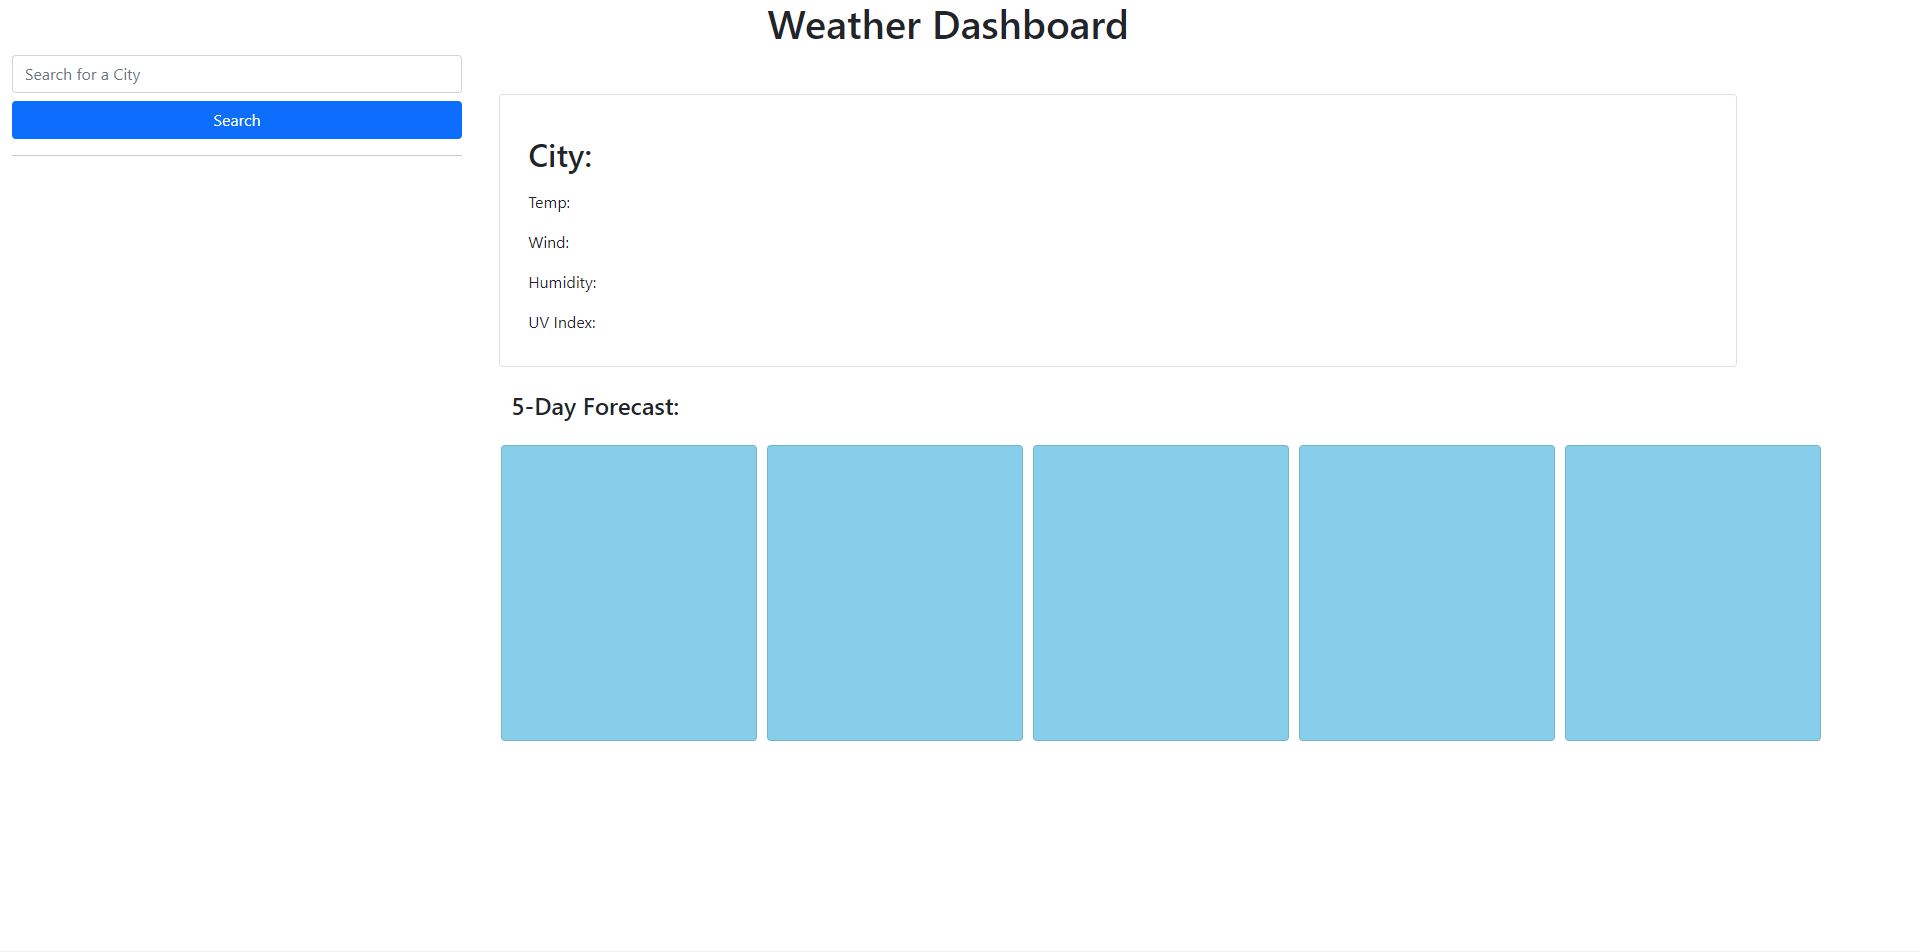 Weather Dashboard
Search for a City
Search
City:
Temp:
Wind:
Humidity:
UV Index:
5-Day Forecast: